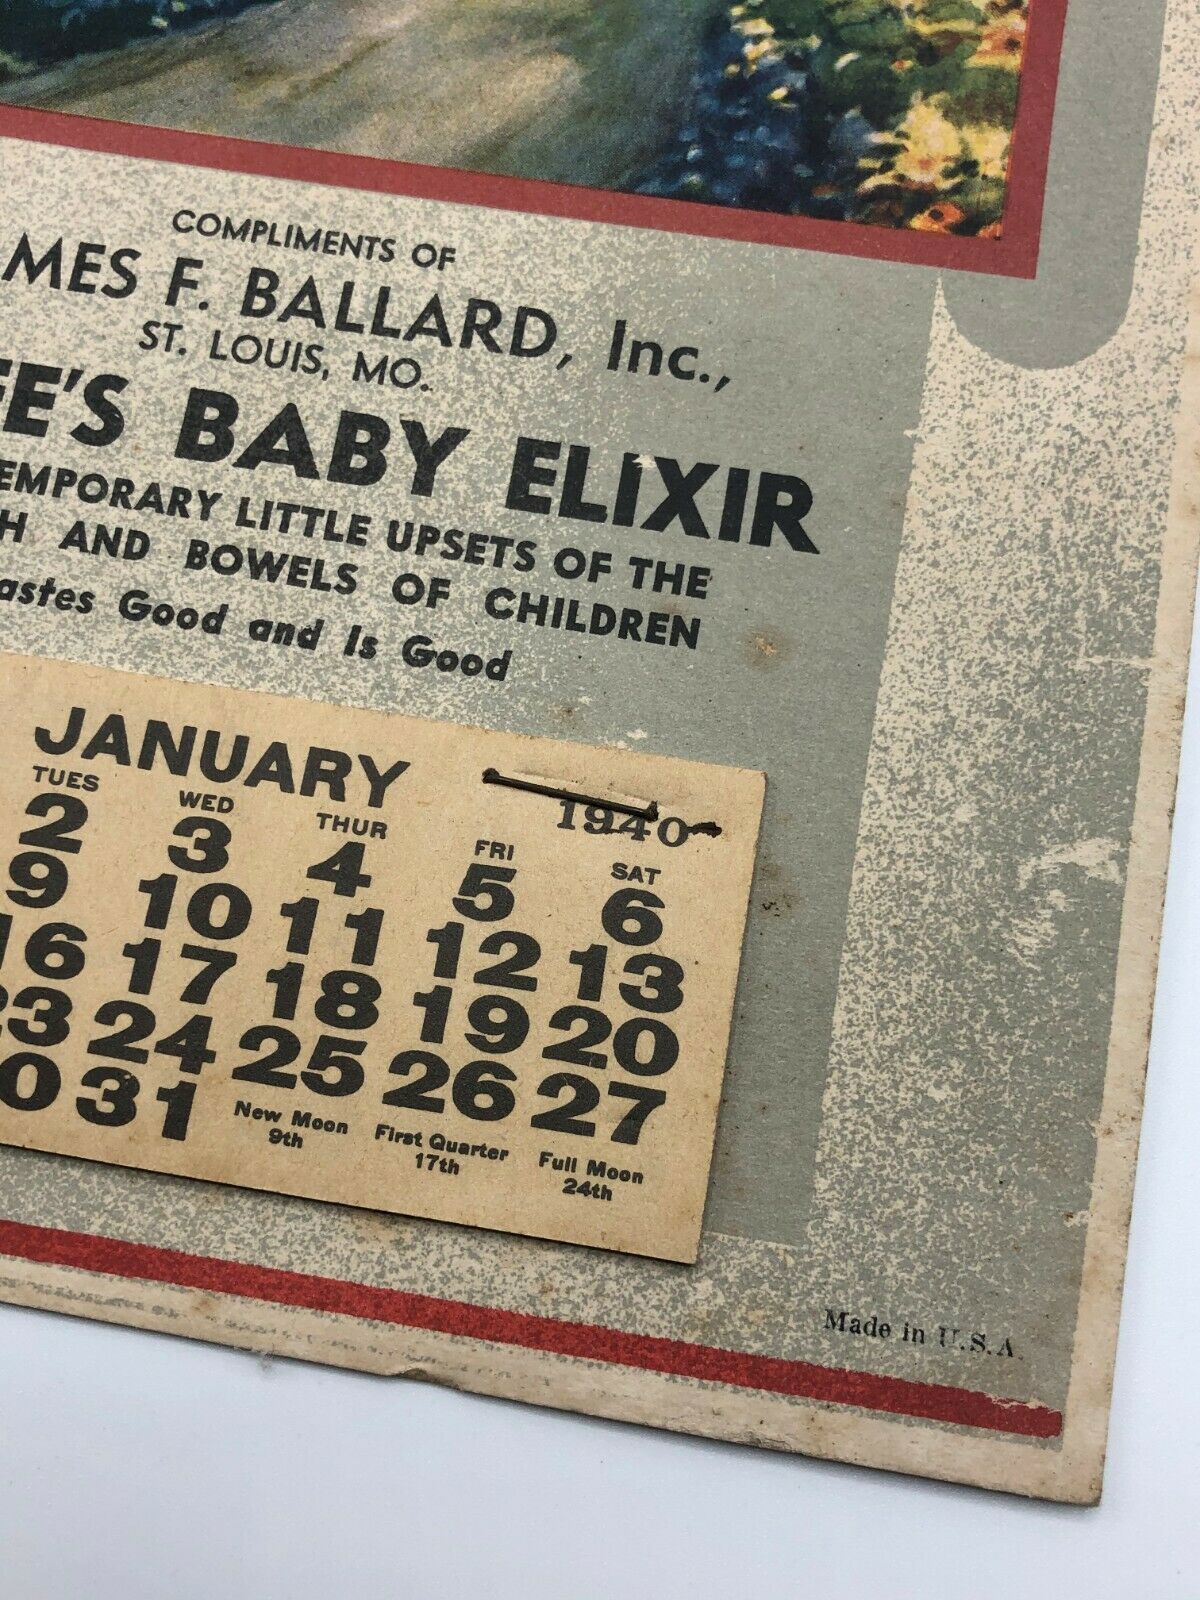 COMPLIMENTS OF
MES F. BALLARD, Inc.,
ST. LOUIS, MO.
EE'S BABY ELIXIR
EMPORARY LITTLE UPSETS OF THE
H AND BOWELS OF CHILDREN
astes Good and Is Good
JANUARY 1940
TUES WED THUR FRI SAT
2 3 4 5 6
9 10 11 12 13
16 17 18 19 20
23 24 25 26 27
0 31
New Moon 9th
First Quarter 17th
Full Moon 24th
Made in U.S.A.